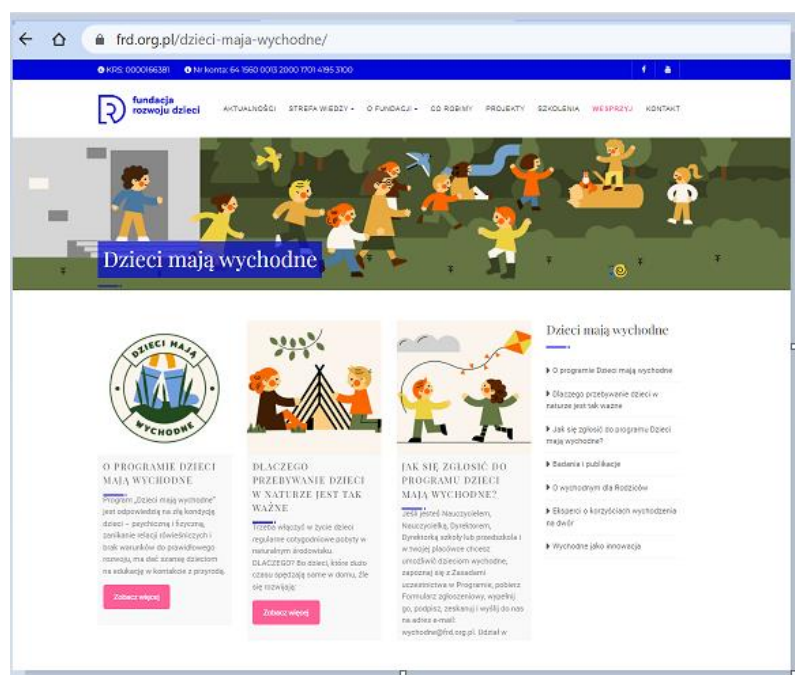 frd.org.pl/dzieci-maja-wychodne/
KRS: 0000166381 Nr konta: 64 1560 0013 2000 1701 4195 3100
fundacja
rozwoju dzieci
AKTUALNOŚCI STREFA WIEDZY O FUNDACJI CO ROBIMY PROJEKTY SZKOLENIA WESPRZYJ KONTAKT
Dzieci mają wychodne
DZIECI MAJĄ
WYCHODNE
O PROGRAMIE DZIECI
MAJĄ WYCHODNE
Program „Dzieci mają wychodne"
jest odpowiedzią na złą kondycję
dzieci – psychiczną i fizyczną,
zanikanie relacji rówieśniczych i
brak warunków do prawidłowego
rozwoju, ma dać szansę dzieciom
na edukację w kontakcie z przyrodą.
Zobacz więcej
DLACZEGO
PRZEBYWANIE DZIECI
W NATURZE JEST TAK
WAŻNE
Trzeba włączyć w życie dzieci
regularne cotygodniowe pobyty w
naturalnym środowisku.
DLACZEGO? Bo dzieci, które dużo
czasu spędzają same w domu, źle
się rozwijają:
Zobacz więcej
JAK SIĘ ZGŁOSIĆ DO
PROGRAMU DZIECI
MAJĄ WYCHODNE?
Jeśli jesteś Nauczycielem,
Nauczycielką, Dyrektorem,
Dyrektorką szkoły lub przedszkola i
w twojej placówce chcesz
umożliwić dzieciom wychodne,
zapoznaj się z Zasadami
uczestnictwa w Programie, pobierz
Formularz zgłoszeniowy, wypełnij
go, podpisz, zeskanuj i wyślij do nas
na adres e-mail:
wychodne@frd.org.pl. Udział w
Dzieci mają wychodne
O programie Dzieci mają wychodne
Dlaczego przebywanie dzieci w
naturze jest tak ważne
Jak się zgłosić do programu Dzieci
mają wychodne?
Badania i publikacje
O wychodnym dla Rodziców
Eksperci o korzyściach wychodzenia
na dwór
Wychodne jako innowacja